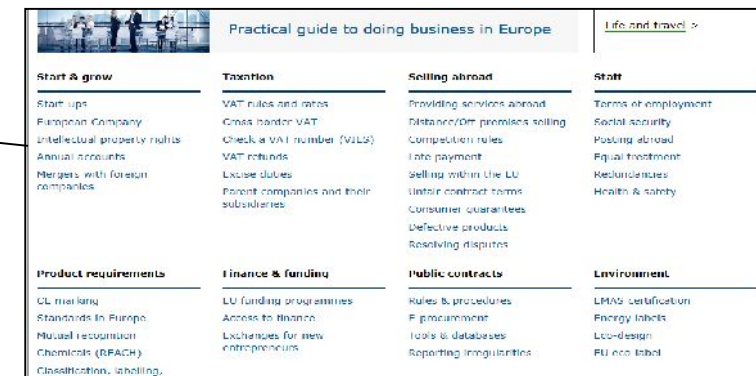 Practical guide to doing business in Europe
Life and travel >
Start & grow
Start ups
European Company
Intellectual property rights
Annual accounts
Mergers with foreign
companies
Taxation
VAT rules and rates
Cross border VAT
Check a VAT number (VIES)
VAT refunds
Excise duties
Parent companies and their
subsidiaries
Selling abroad
Providing services abroad
Distance/Off premises selling
Competition rules
Late payment
Selling within the EU
Unfair contract terms
Consumer guarantees
Defective products
Resolving disputes
Staff
Terms of employment
Social security
Posting abroad
Equal treatment
Redundancies
Health & safety
Product requirements
CE marking
Standards in Europe
Mutual recognition
Chemicals (REACH)
Classification, labelling,
Finance & funding
EU funding programmes
Access to finance
Exchanges for new
entrepreneurs
Public contracts
Rules & procedures
E-procurement
Tools & databases
Reporting irregularities
Environment
EMAS certification
Energy labels
Eco-design
EU eco label